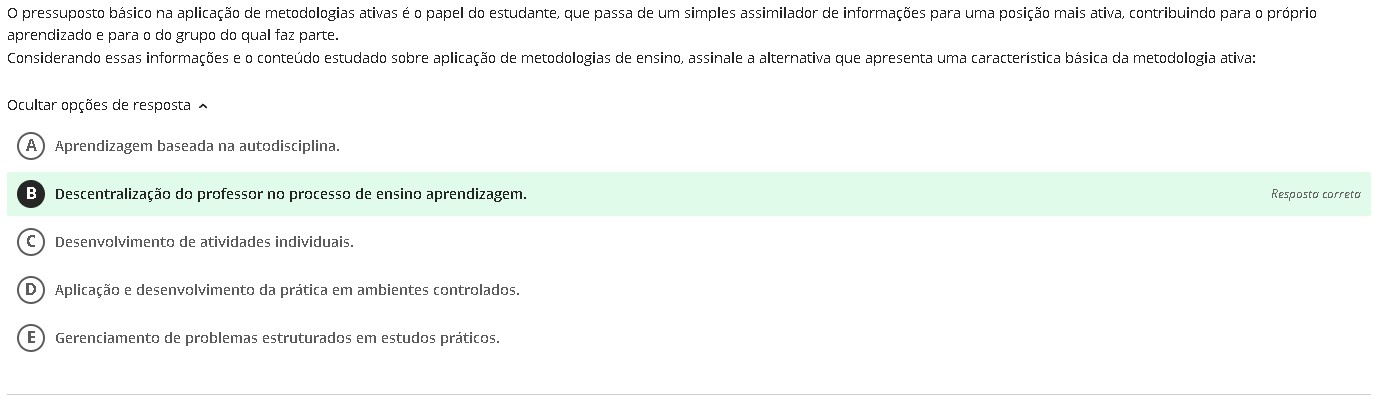 O pressuposto básico na aplicação de metodologias ativas é o papel do estudante, que passa de um simples assimilador de informações para uma posição mais ativa, contribuindo para o próprio
aprendizado e para o do grupo do qual faz parte.
Considerando essas informações e o conteúdo estudado sobre aplicação de metodologias de ensino, assinale a alternativa que apresenta uma característica básica da metodologia ativa:
Ocultar opções de resposta
A Aprendizagem baseada na autodisciplina.
B Descentralização do professor no processo de ensino aprendizagem. Resposta correta
C Desenvolvimento de atividades individuais.
D Aplicação e desenvolvimento da prática em ambientes controlados.
E Gerenciamento de problemas estruturados em estudos práticos.